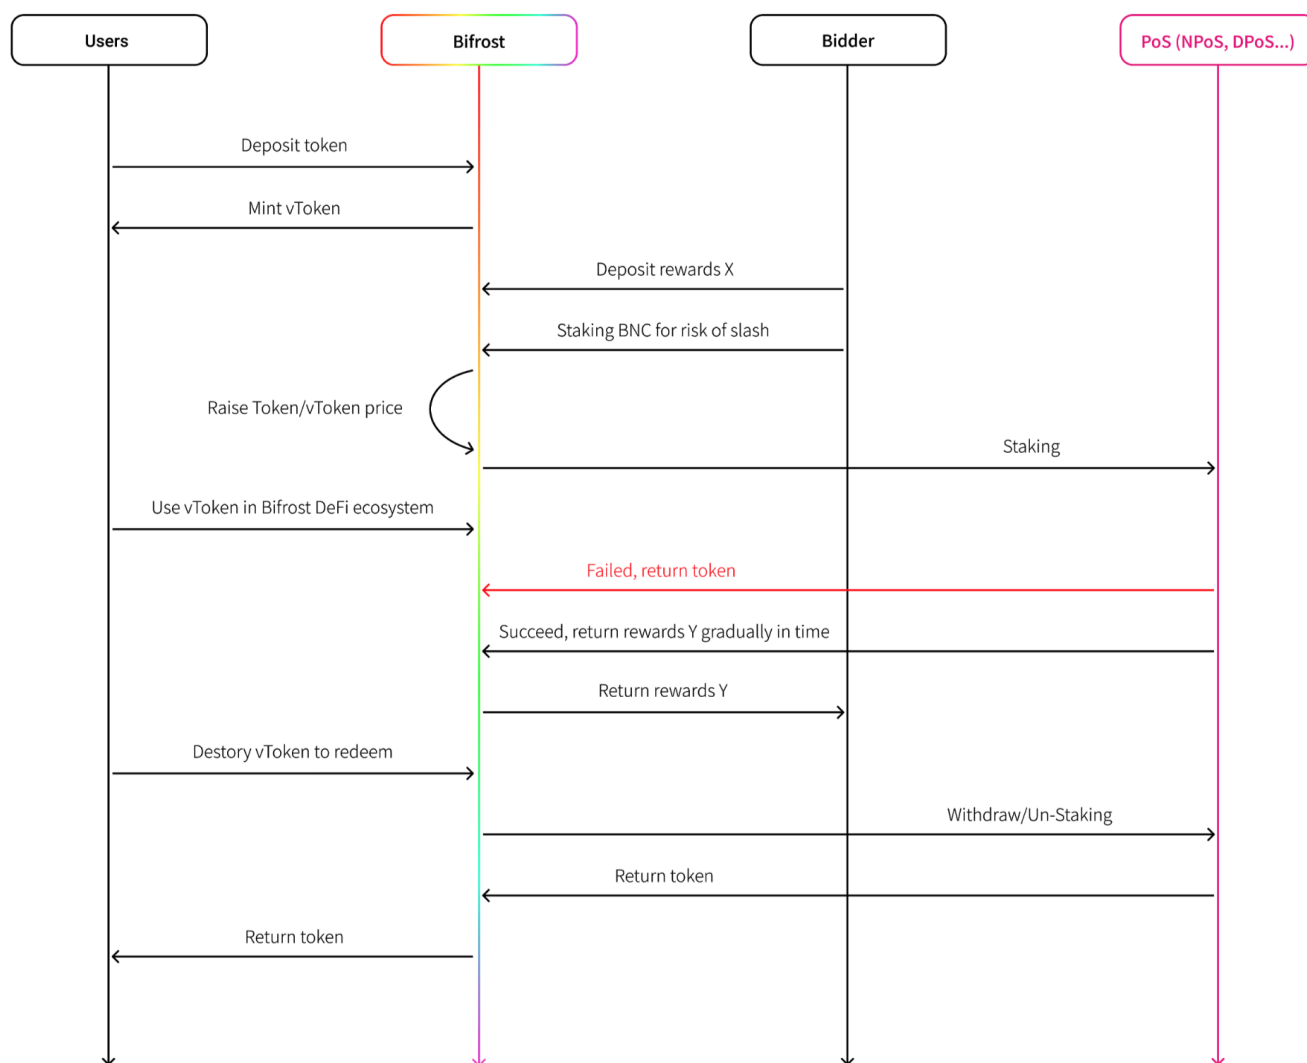 Users
Bifrost
Bidder
PoS (NPoS, DPoS...)
Deposit token
Mint vToken
Deposit rewards X
Staking BNC for risk of slash
Raise Token/vToken price
Staking
Use vToken in Bifrost DeFi ecosystem
Failed, return token
Succeed, return rewards Y gradually in time
Return rewards Y
Destory vToken to redeem
Withdraw/Un-Staking
Return token
Return token